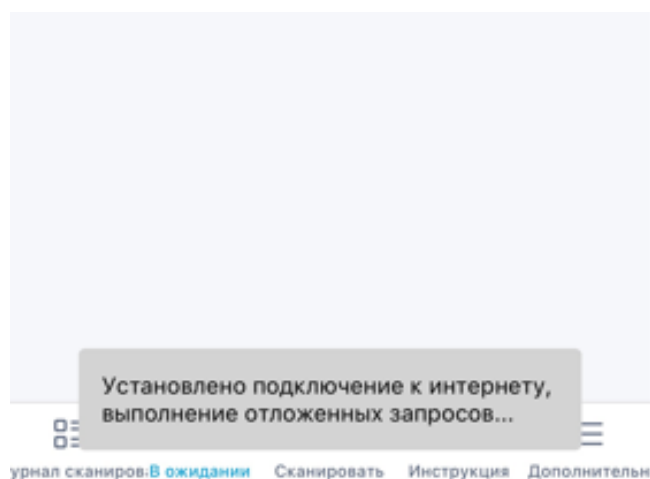 Установлено подключение к интернету,
выполнение отложенных запросов...
урнал сканиров В ожидании Сканировать Инструкция Дополнительн